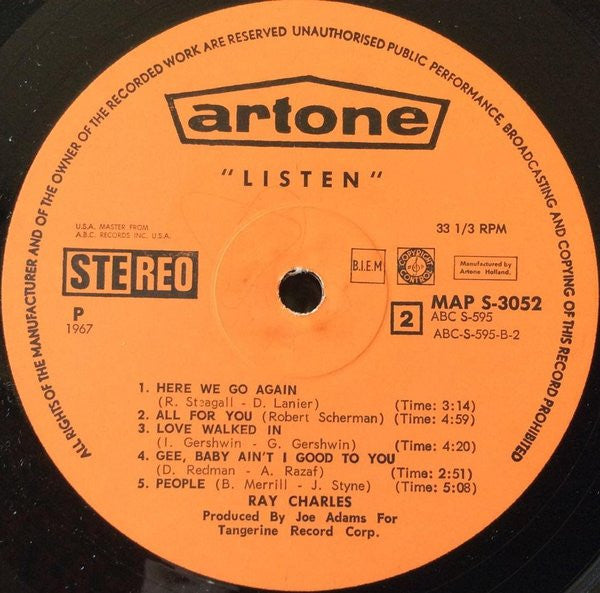 ALL RIGHTS OF THE MANUFACTURER AND OF THE OWNER OF THE RECORDED WORK ARE RESERVED UNAUTHORISED PUBLIC PERFORMANCE, BROADCASTING AND COPYING OF THIS RECORD PROHIBITED
artone
"LISTEN"
U.S.A. MASTER FROM
A.B.C. RECORDS INC. U.S.A.
33 1/3 RPM
STEREO
B.I.E.M
COPYRIGHT CONTROL
Manufactured by
Artone Holland.
P
1967
2
MAP S-3052
ABC S-595
ABC-S-595-B-2
1. HERE WE GO AGAIN
(R. Steagall - D. Lanier) (Time: 3:14)
2. ALL FOR YOU (Robert Scherman) (Time: 4:59)
3. LOVE WALKED IN
(I. Gershwin - G. Gershwin) (Time: 4:20)
4. GEE, BABY AIN'T I GOOD TO YOU
(D. Redman - A. Razaf) (Time: 2:51)
5. PEOPLE (B. Merrill - J. Styne) (Time: 5:08)
RAY CHARLES
Produced By Joe Adams For
Tangerine Record Corp.